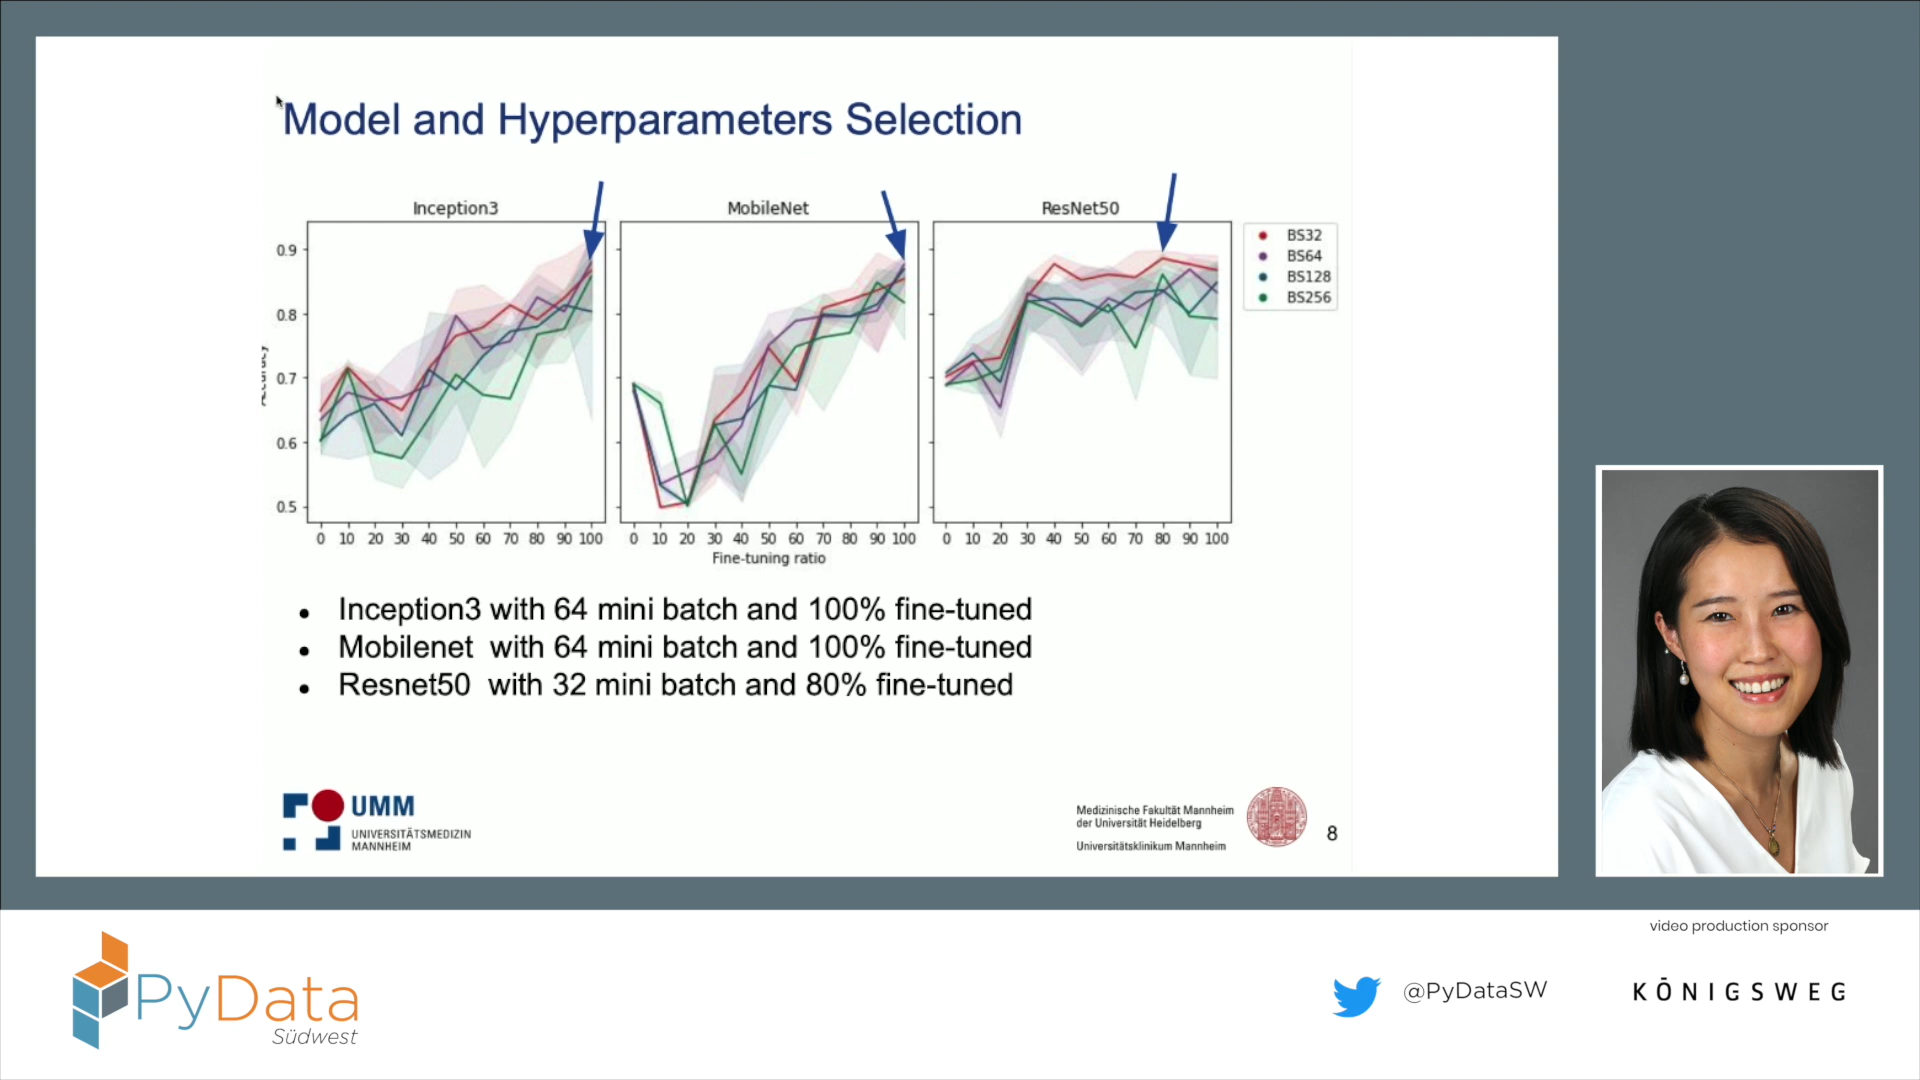 Model and Hyperparameters Selection
Inception3
MobileNet
ResNet50
BS32
BS64
BS128
BS256
Accuracy
0.9
0.8
0.7
0.6
0.5
0 10 20 30 40 50 60 70 80 90 100
0 10 20 30 40 50 60 70 80 90 100
0 10 20 30 40 50 60 70 80 90 100
Fine-tuning ratio
• Inception3 with 64 mini batch and 100% fine-tuned
• Mobilenet with 64 mini batch and 100% fine-tuned
• Resnet50 with 32 mini batch and 80% fine-tuned
UMM
UNIVERSITÄTSMEDIZIN
MANNHEIM
Medizinische Fakultät Mannheim
der Universität Heidelberg
Universitätsklinikum Mannheim
8
video production sponsor
PyData
Südwest
@PyDataSW
KÖNIGSWEG